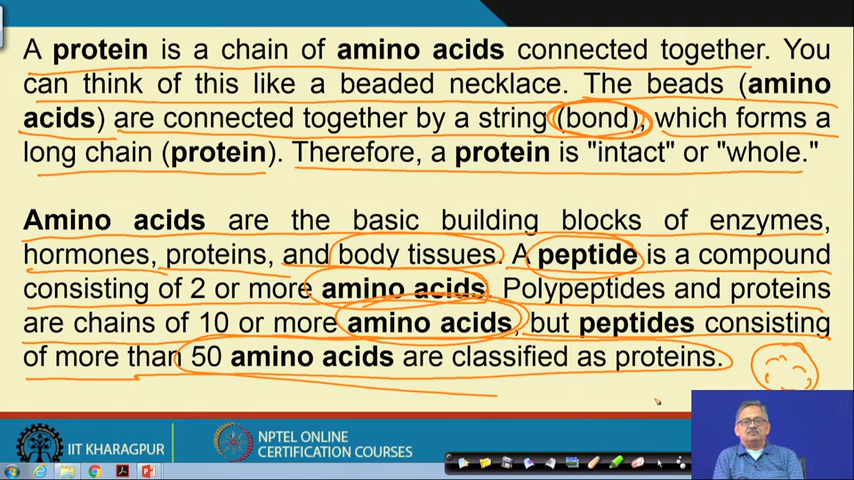 A protein is a chain of amino acids connected together. You
can think of this like a beaded necklace. The beads (amino
acids) are connected together by a string (bond), which forms a
long chain (protein). Therefore, a protein is "intact" or "whole."
Amino acids are the basic building blocks of enzymes,
hormones, proteins, and body tissues. A peptide is a compound
consisting of 2 or more amino acids. Polypeptides and proteins
are chains of 10 or more amino acids, but peptides consisting
of more than 50 amino acids are classified as proteins.
IIT KHARAGPUR
NPTEL ONLINE
CERTIFICATION COURSES